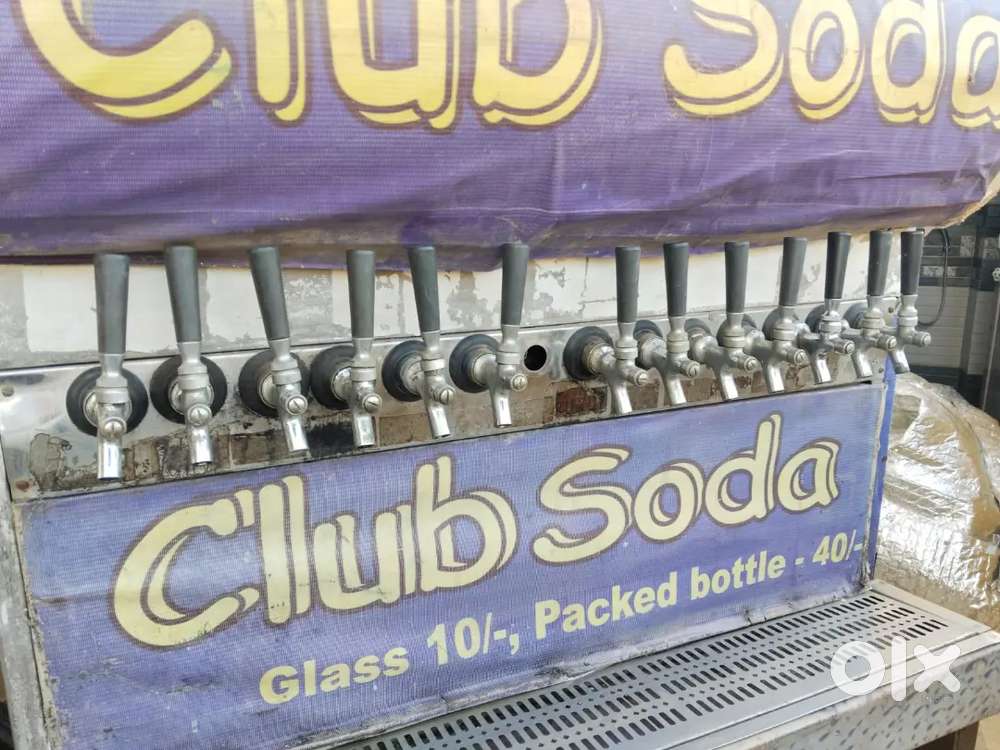 Club Soda
Club Soda
Glass 10/-, Packed bottle - 40/-
olx